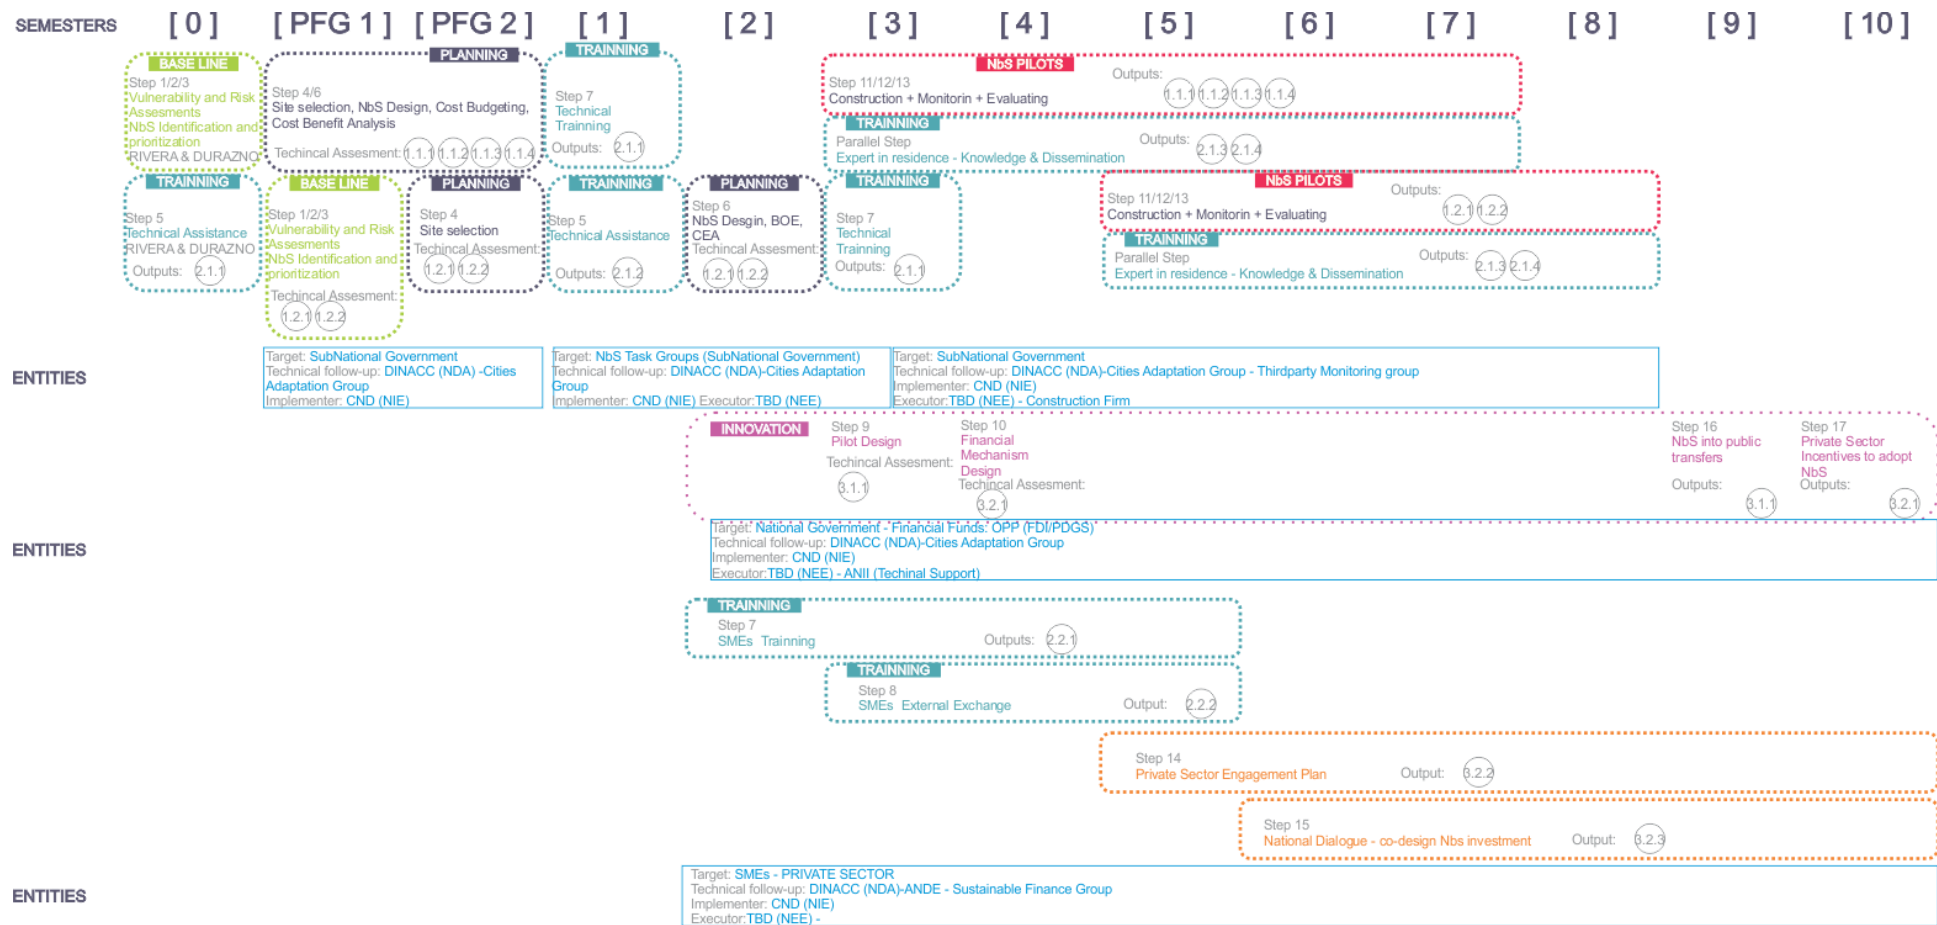 SEMESTERS [ 0 ] [ PFG 1 ] [ PFG 2 ] [ 1 ] [ 2 ] [ 3 ] [ 4 ] [ 5 ] [ 6 ] [ 7 ] [ 8 ] [ 9 ] [ 10 ]
BASE LINE
Step 1/2/3
Vulnerability and Risk
Assesments
NbS Identification and
prioritization
RIVERA & DURAZNO
PLANNING
Step 4/6
Site selection, NbS Design, Cost Budgeting,
Cost Benefit Analysis
Techincal Assesment: 1.1.1 1.1.2 1.1.3 1.1.4
TRAINNING
Step 7
Technical
Trainning
Outputs: 2.1.1
NbS PILOTS
Step 11/12/13
Construction + Monitorin + Evaluating
Outputs:
1.1.1 1.1.2 1.1.3 1.1.4
TRAINNING
Parallel Step
Expert in residence - Knowledge & Dissemination
Outputs: 2.1.3 2.1.4
TRAINNING
Step 5
Technical Assistance
RIVERA & DURAZNO
Outputs: 2.1.1
BASE LINE
Step 1/2/3
Vulnerability and Risk
Assesments
NbS Identification and
prioritization
Techincal Assesment:
1.2.1 1.2.2
PLANNING
Step 4
Site selection
Techincal Assesment:
1.2.1 1.2.2
TRAINNING
Step 5
Technical Assistance
Outputs: 2.1.2
PLANNING
Step 6
NbS Desgin, BOE,
CEA
Techincal Assesment:
1.2.1 1.2.2
TRAINNING
Step 7
Technical
Trainning
Outputs: 2.1.1
NbS PILOTS
Step 11/12/13
Construction + Monitorin + Evaluating
Outputs:
1.2.1 1.2.2
TRAINNING
Parallel Step
Expert in residence - Knowledge & Dissemination
Outputs: 2.1.3 2.1.4
ENTITIES
Target: SubNational Government
Technical follow-up: DINACC (NDA) -Cities
Adaptation Group
Implementer: CND (NIE)
Target: NbS Task Groups (SubNational Government)
Technical follow-up: DINACC (NDA)-Cities Adaptation
Group
Implementer: CND (NIE) Executor:TBD (NEE)
Target: SubNational Government
Technical follow-up: DINACC (NDA)-Cities Adaptation Group - Thirdparty Monitoring group
Implementer: CND (NIE)
Executor:TBD (NEE) - Construction Firm
INNOVATION
Step 9
Pilot Design
Techincal Assesment:
3.1.1
Step 10
Financial
Mechanism
Design
Techincal Assesment:
3.2.1
Step 16
NbS into public
transfers
Outputs:
3.1.1
Step 17
Private Sector
Incentives to adopt
NbS
Outputs:
3.2.1
ENTITIES
Target: National Government - Financial Funds: OPP (FDI/PDGS)
Technical follow-up: DINACC (NDA)-Cities Adaptation Group
Implementer: CND (NIE)
Executor:TBD (NEE) - ANII (Techinal Support)
TRAINNING
Step 7
SMEs Trainning
Outputs: 2.2.1
TRAINNING
Step 8
SMEs External Exchange
Output: 2.2.2
Step 14
Private Sector Engagement Plan
Output: 3.2.2
Step 15
National Dialogue - co-design Nbs investment
Output: 3.2.3
ENTITIES
Target: SMEs - PRIVATE SECTOR
Technical follow-up: DINACC (NDA)-ANDE - Sustainable Finance Group
Implementer: CND (NIE)
Executor:TBD (NEE) -